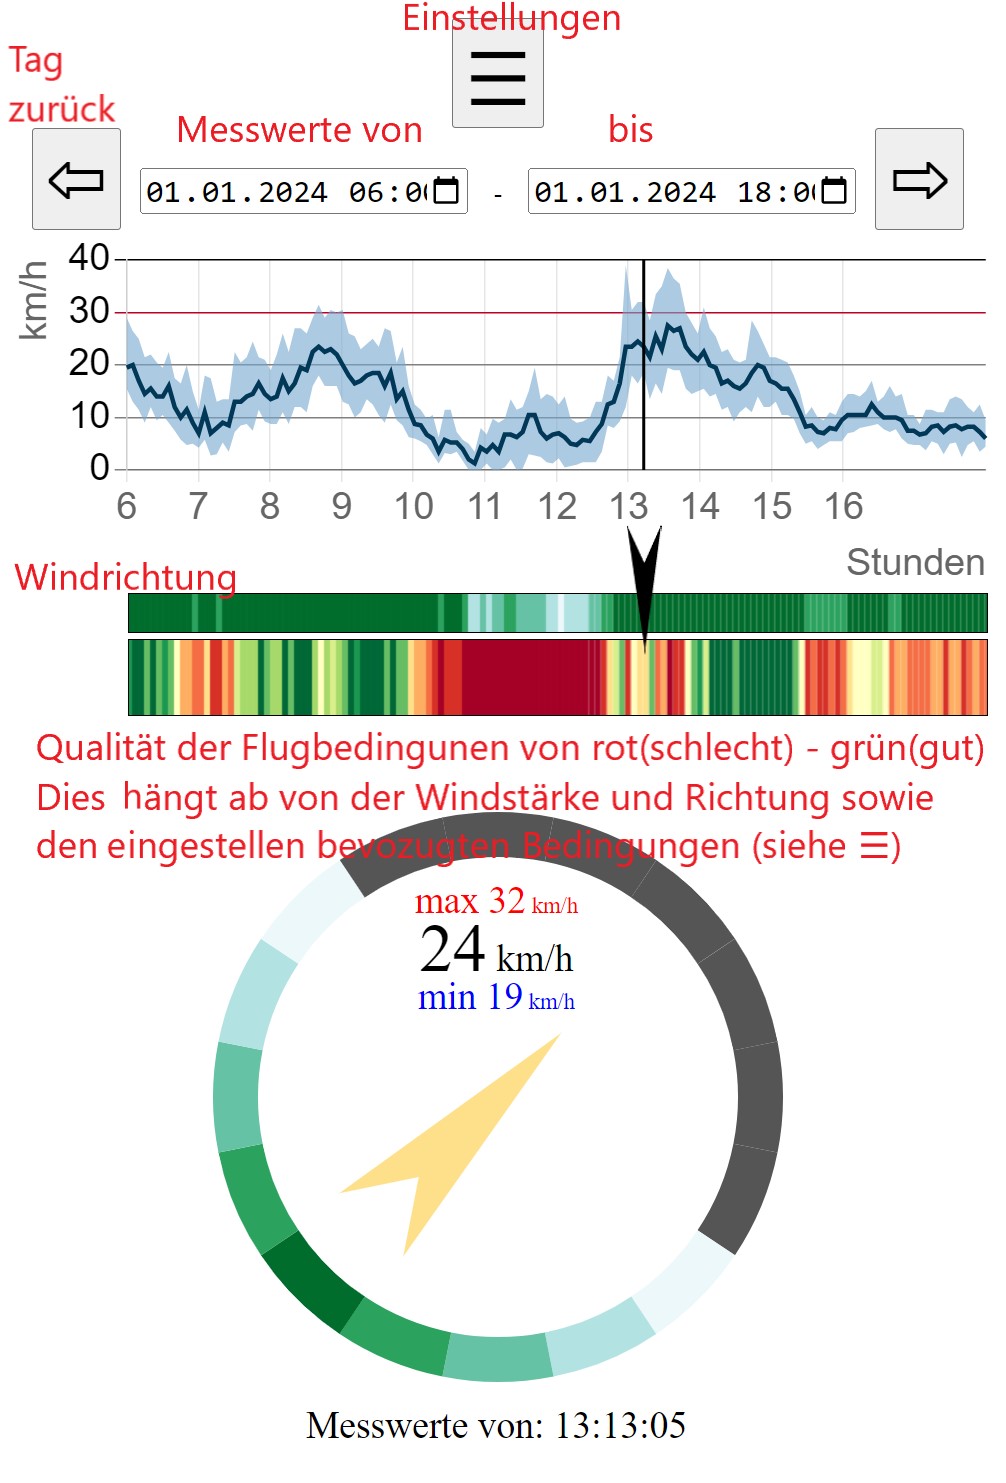 Einstellungen
Tag
zurück
Messwerte von
bis
01.01.2024 06:00
-
01.01.2024 18:00
km/h
40
30
20
10
0
6 7 8 9 10 11 12 13 14 15 16
Stunden
Windrichtung
Qualität der Flugbedingunen von rot(schlecht) - grün(gut)
Dies hängt ab von der Windstärke und Richtung sowie
den eingestellen bevozugten Bedingungen (siehe ☰)
max 32 km/h
24 km/h
min 19 km/h
Messwerte von: 13:13:05